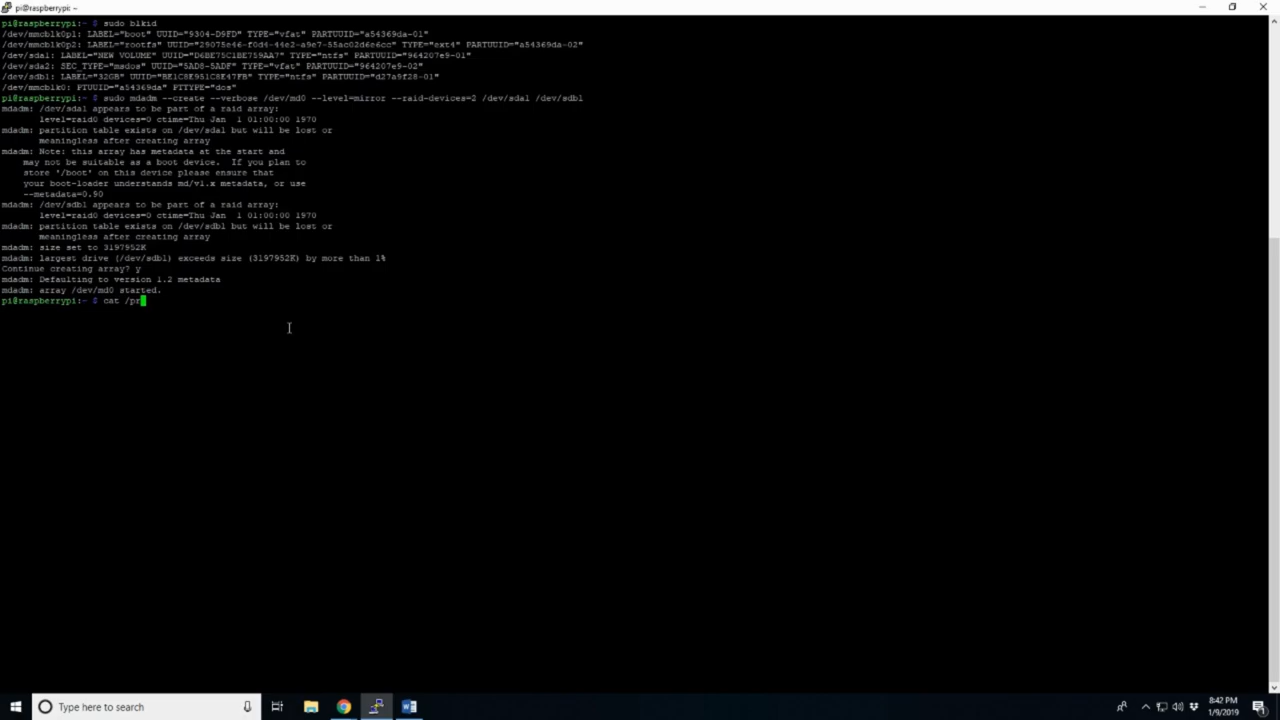 pi@raspberrypi: ~
pi@raspberrypi:~ $ sudo blkid
/dev/mmcblk0p1: LABEL="boot" UUID="9304-D9FD" TYPE="vfat" PARTUUID="a54369da-01"
/dev/mmcblk0p2: LABEL="rootfs" UUID="29075e46-f0d4-44e2-a9e7-55ac02d6e6cc" TYPE="ext4" PARTUUID="a54369da-02"
/dev/sda1: LABEL="NEW VOLUME" UUID="D6BE75C1BE759AA7" TYPE="ntfs" PARTUUID="964207e9-01"
/dev/sda2: SEC_TYPE="msdos" UUID="5AD8-5ADF" TYPE="vfat" PARTUUID="964207e9-02"
/dev/sdb1: LABEL="32GB" UUID="BE1C8E951C8E47FB" TYPE="ntfs" PARTUUID="d27a9f28-01"
/dev/mmcblk0: PTUUID="a54369da" PTTYPE="dos"
pi@raspberrypi:~ $ sudo mdadm --create --verbose /dev/md0 --level=mirror --raid-devices=2 /dev/sda1 /dev/sdb1
mdadm: /dev/sda1 appears to be part of a raid array:
level=raid0 devices=0 ctime=Thu Jan  1 01:00:00 1970
mdadm: partition table exists on /dev/sda1 but will be lost or
meaningless after creating array
mdadm: Note: this array has metadata at the start and
may not be suitable as a boot device.  If you plan to
store '/boot' on this device please ensure that
your boot-loader understands md/v1.x metadata, or use
--metadata=0.90
mdadm: /dev/sdb1 appears to be part of a raid array:
level=raid0 devices=0 ctime=Thu Jan  1 01:00:00 1970
mdadm: partition table exists on /dev/sdb1 but will be lost or
meaningless after creating array
mdadm: size set to 3197952K
mdadm: largest drive (/dev/sdb1) exceeds size (3197952K) by more than 1%
Continue creating array? y
mdadm: Defaulting to version 1.2 metadata
mdadm: array /dev/md0 started.
pi@raspberrypi:~ $ cat /pr
Type here to search
8:42 PM
1/9/2019